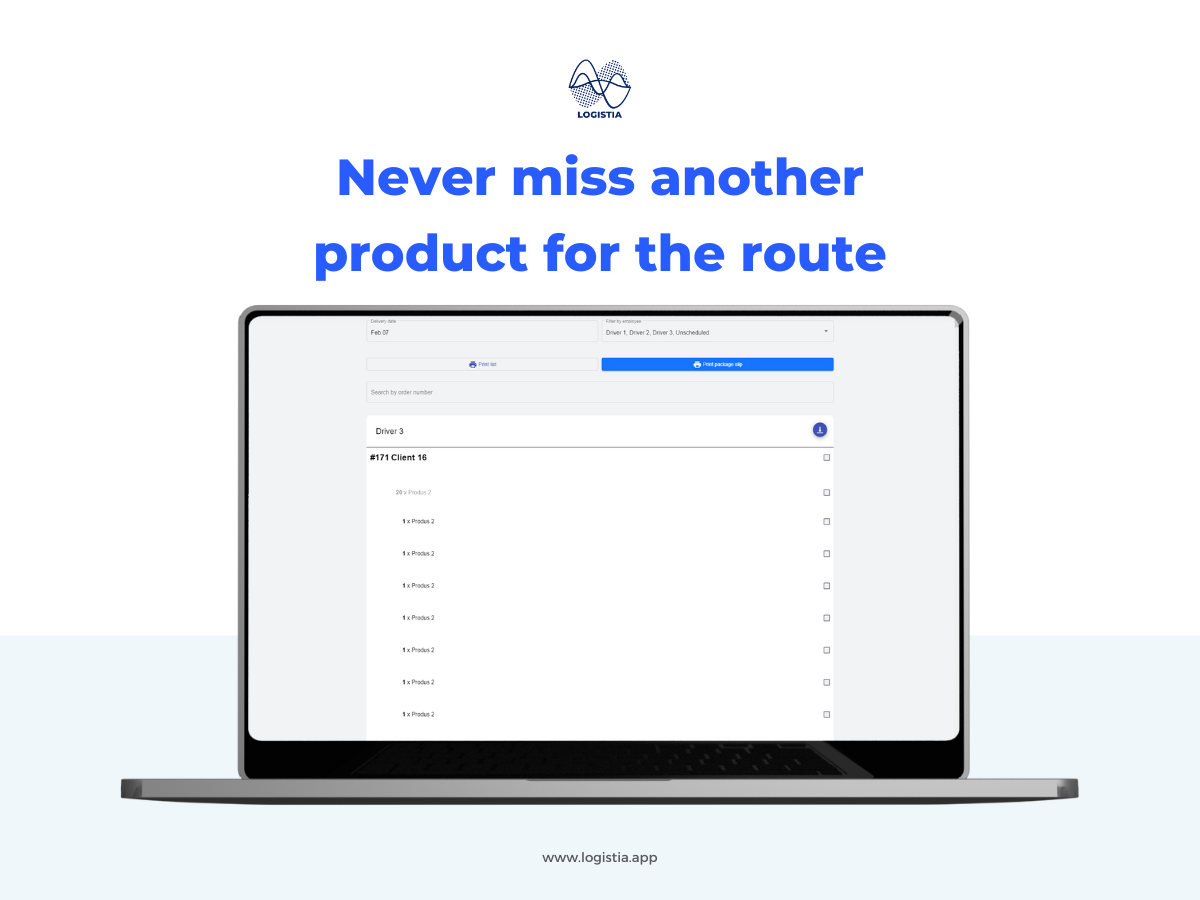 LOGISTIA
Never miss another
product for the route
Delivery date
Filter by employee
Feb 07
Driver 1, Driver 2, Driver 3, Unscheduled
Print list
Print package slip
Search by order number
Driver 3
#171 Client 16
20 x Produs 2
1 x Produs 2
1 x Produs 2
1 x Produs 2
1 x Produs 2
1 x Produs 2
1 x Produs 2
1 x Produs 2
www.logistia.app